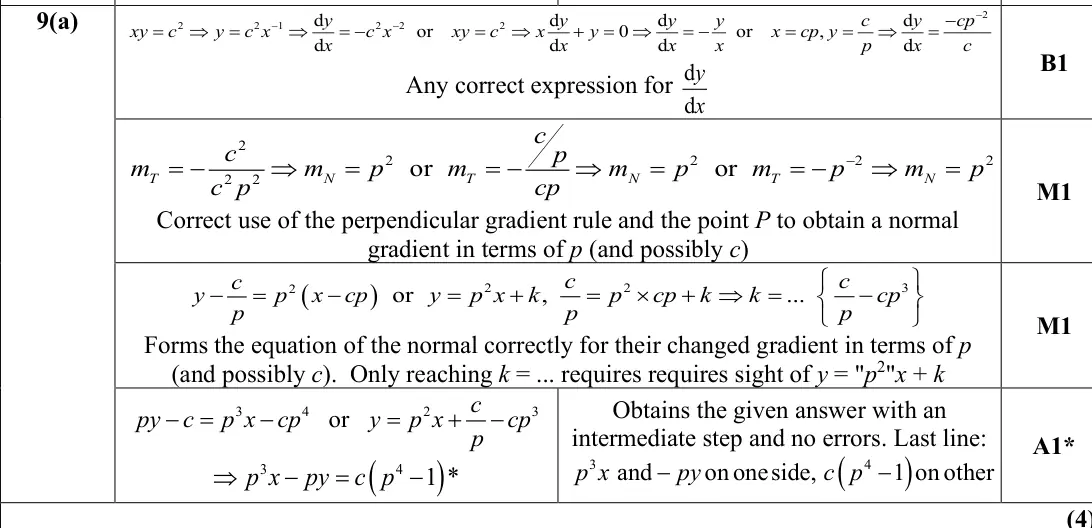 9(a)
xy = c² ⇒ y = c²x⁻¹ ⇒ dy/dx = −c²x⁻² or xy = c² ⇒ x dy/dx + y = 0 ⇒ dy/dx = −y/x or x = cp, y = c/p ⇒ dy/dx = −cp⁻²/c
Any correct expression for dy/dx
B1
m_T = −c²/c²p² ⇒ m_N = p² or m_T = −(c/p)/cp ⇒ m_N = p² or m_T = −p⁻² ⇒ m_N = p²
Correct use of the perpendicular gradient rule and the point P to obtain a normal
gradient in terms of p (and possibly c)
M1
y − c/p = p²(x − cp) or y = p²x + k, c/p = p² × cp + k ⇒ k = ... {c/p − cp³}
Forms the equation of the normal correctly for their changed gradient in terms of p
(and possibly c). Only reaching k = ... requires requires sight of y = "p²"x + k
M1
py − c = p³x − cp⁴ or y = p²x + c/p − cp³
⇒ p³x − py = c(p⁴ − 1)*
Obtains the given answer with an
intermediate step and no errors. Last line:
p³x and − py on one side, c(p⁴ − 1) on other
A1*
(4)